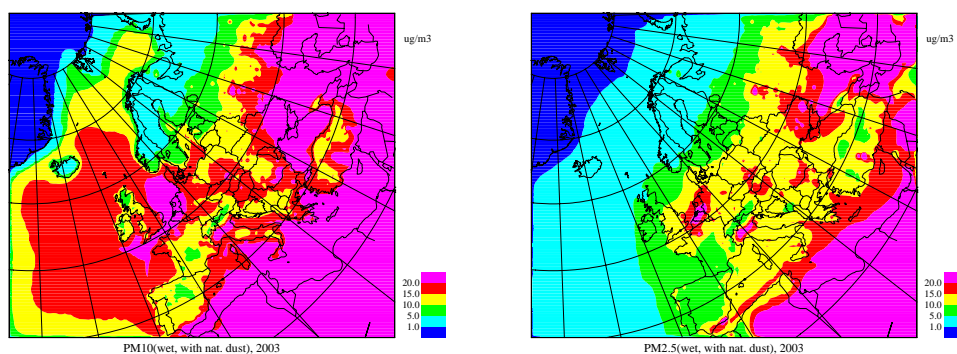 ug/m3
20.0
15.0
10.0
5.0
1.0
PM10(wet, with nat. dust), 2003
ug/m3
20.0
15.0
10.0
5.0
1.0
PM2.5(wet, with nat. dust), 2003